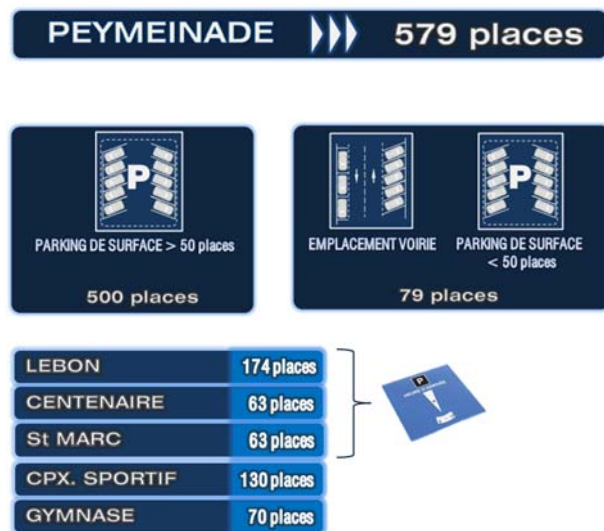 PEYMEINADE 579 places
P
PARKING DE SURFACE > 50 places
500 places
P
EMPLACEMENT VOIRIE PARKING DE SURFACE
< 50 places
79 places
LEBON 174 places
CENTENAIRE 63 places
St MARC 63 places
CPX. SPORTIF 130 places
GYMNASE 70 places
P